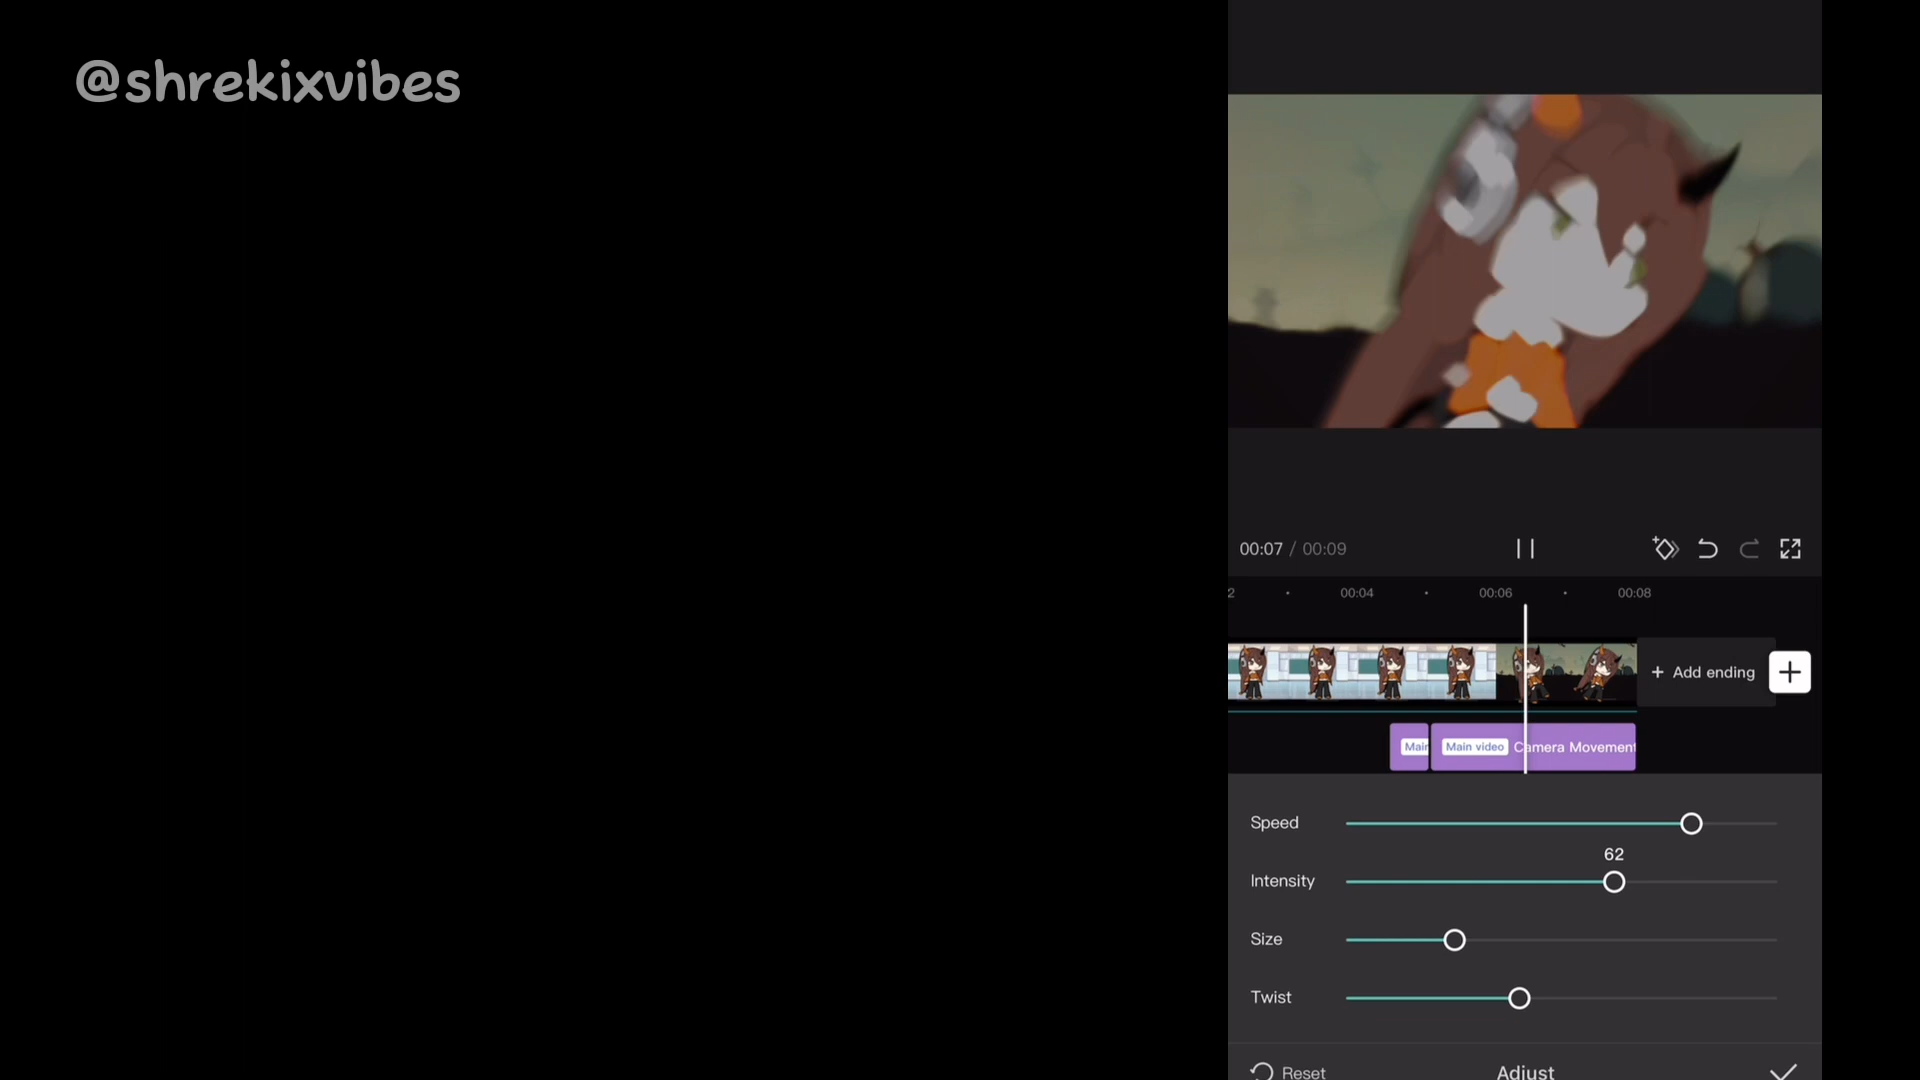 @shrekixvibes
00:07 / 00:09
2 00:04 00:06 00:08
+ Add ending
Main video Camera Movement
Speed
62
Intensity
Size
Twist
Reset Adjust